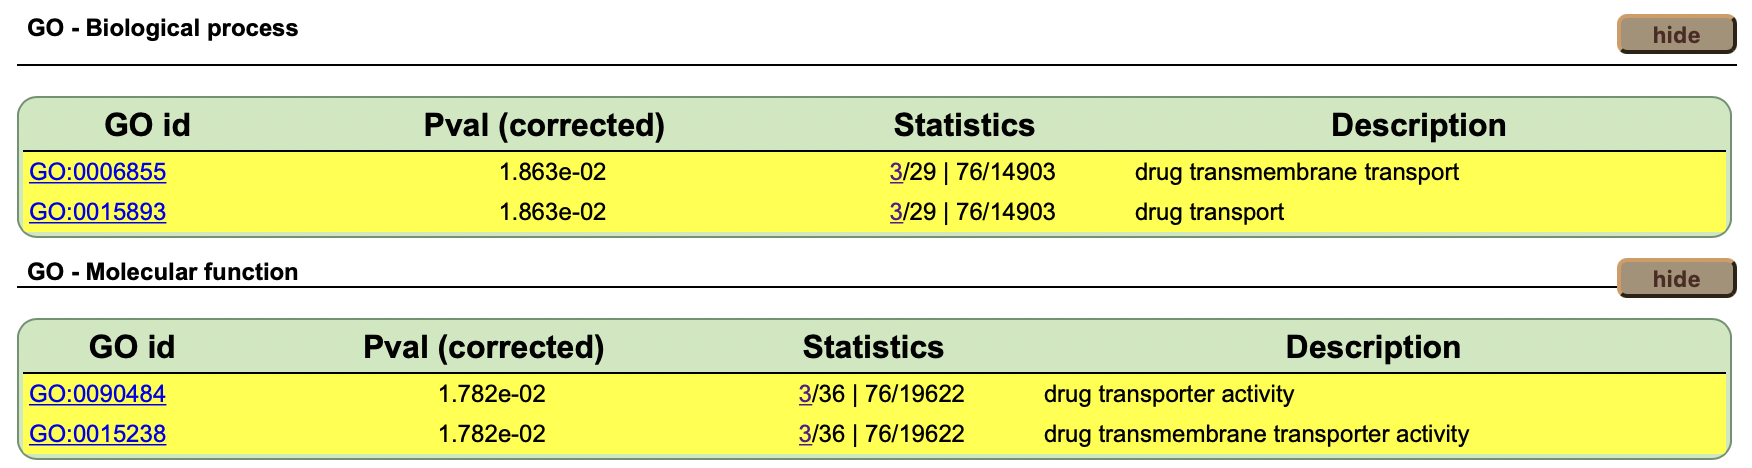 GO - Biological process
hide
GO id Pval (corrected) Statistics Description
GO:0006855 1.863e-02 3/29 | 76/14903 drug transmembrane transport
GO:0015893 1.863e-02 3/29 | 76/14903 drug transport
GO - Molecular function
hide
GO id Pval (corrected) Statistics Description
GO:0090484 1.782e-02 3/36 | 76/19622 drug transporter activity
GO:0015238 1.782e-02 3/36 | 76/19622 drug transmembrane transporter activity